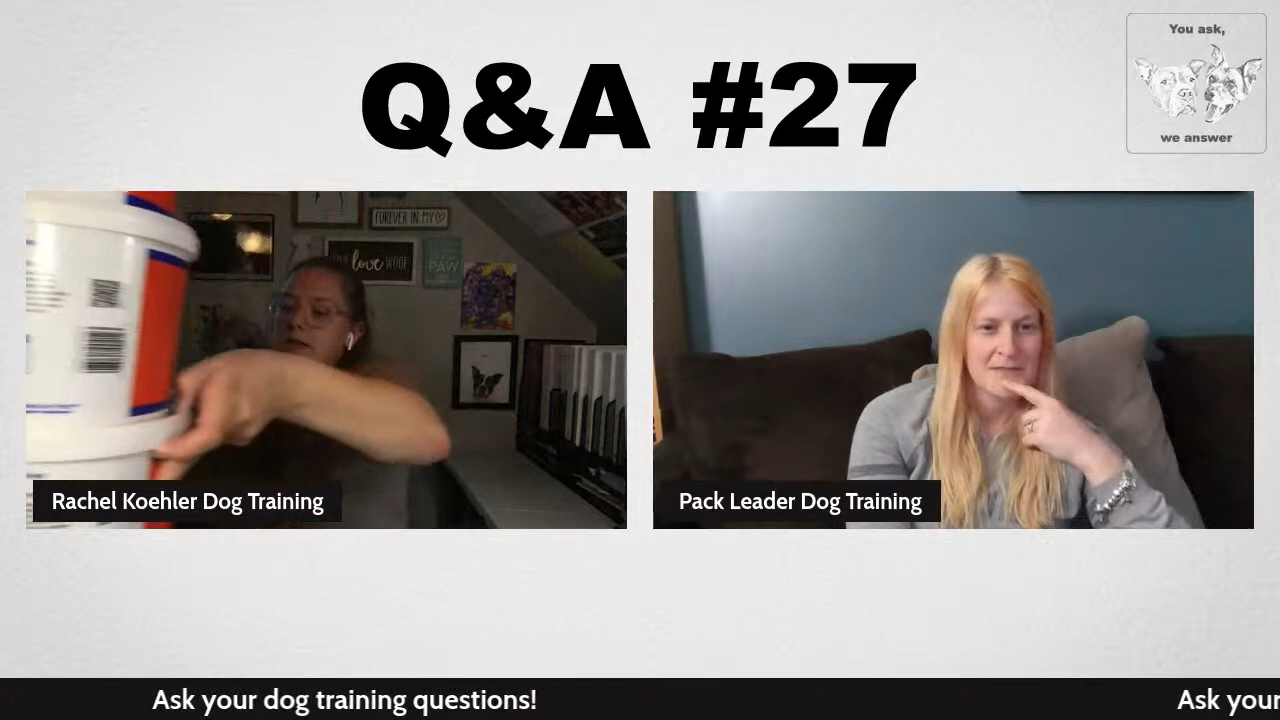 You ask,
Q&A #27
we answer
FOREVER IN MY
love WOOF
PAW
Rachel Koehler Dog Training
Pack Leader Dog Training
Ask your dog training questions!
Ask your